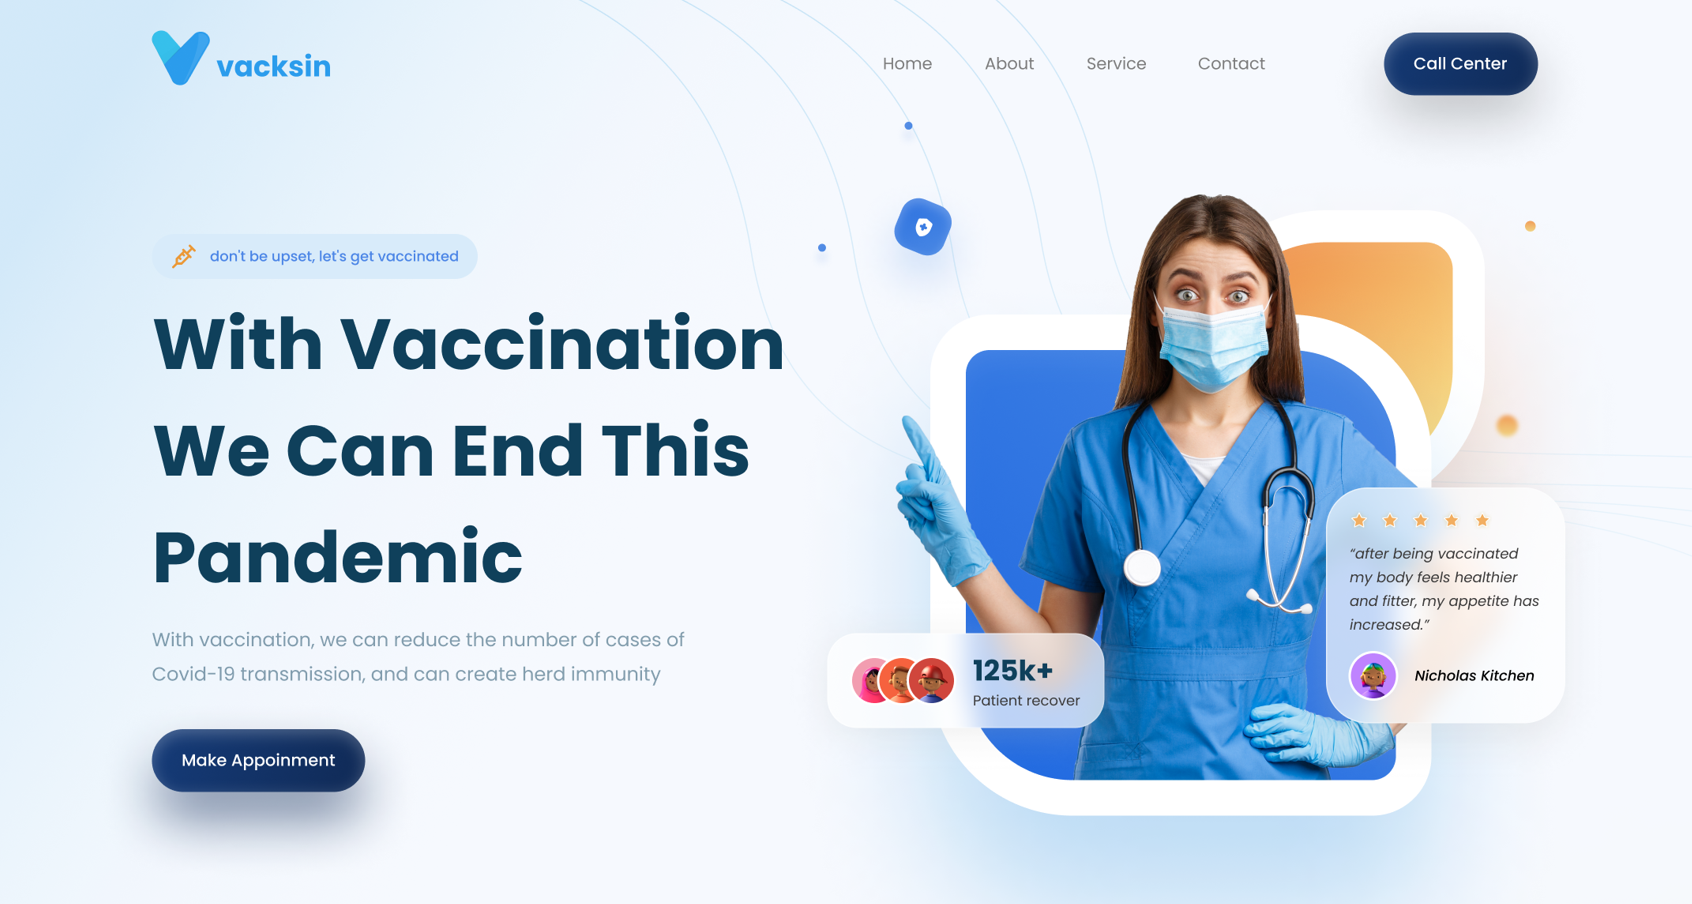 vacksin
Home
About
Service
Contact
Call Center
don't be upset, let's get vaccinated
With Vaccination
We Can End This
Pandemic
With vaccination, we can reduce the number of cases of
Covid-19 transmission, and can create herd immunity
Make Appoinment
125k+
Patient recover
“after being vaccinated
my body feels healthier
and fitter, my appetite has
increased.”
Nicholas Kitchen